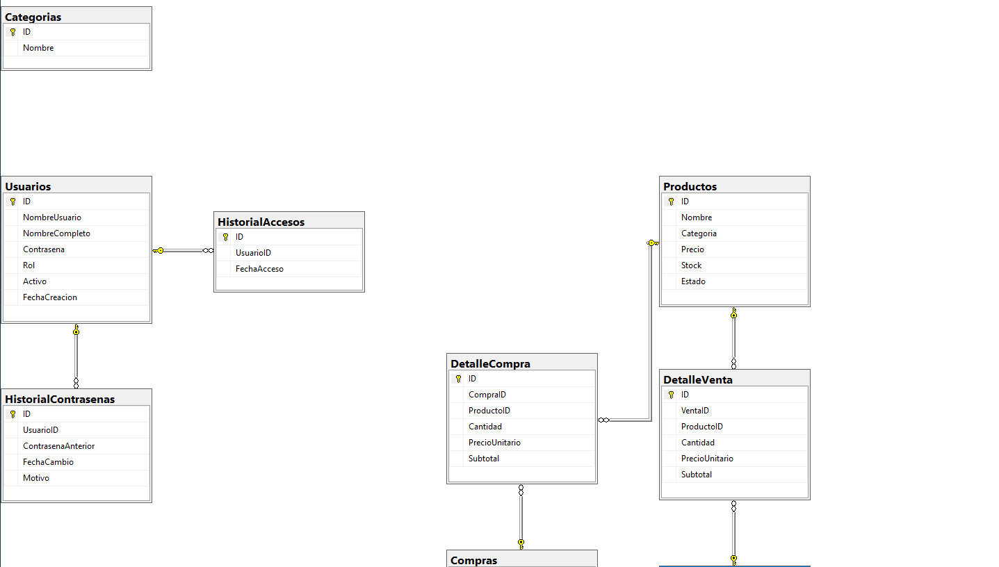 Categorias
ID
Nombre
Usuarios
ID
NombreUsuario
NombreCompleto
Contrasena
Rol
Activo
FechaCreacion
HistorialAccesos
ID
UsuarioID
FechaAcceso
Productos
ID
Nombre
Categoria
Precio
Stock
Estado
HistorialContrasenas
ID
UsuarioID
ContrasenaAnterior
FechaCambio
Motivo
DetalleCompra
ID
CompraID
ProductoID
Cantidad
PrecioUnitario
Subtotal
DetalleVenta
ID
VentaID
ProductoID
Cantidad
PrecioUnitario
Subtotal
Compras